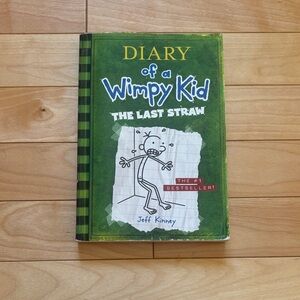 DIARY
of a
Wimpy Kid
THE LAST STRAW
THE #1
BESTSELLER!
Jeff Kinney